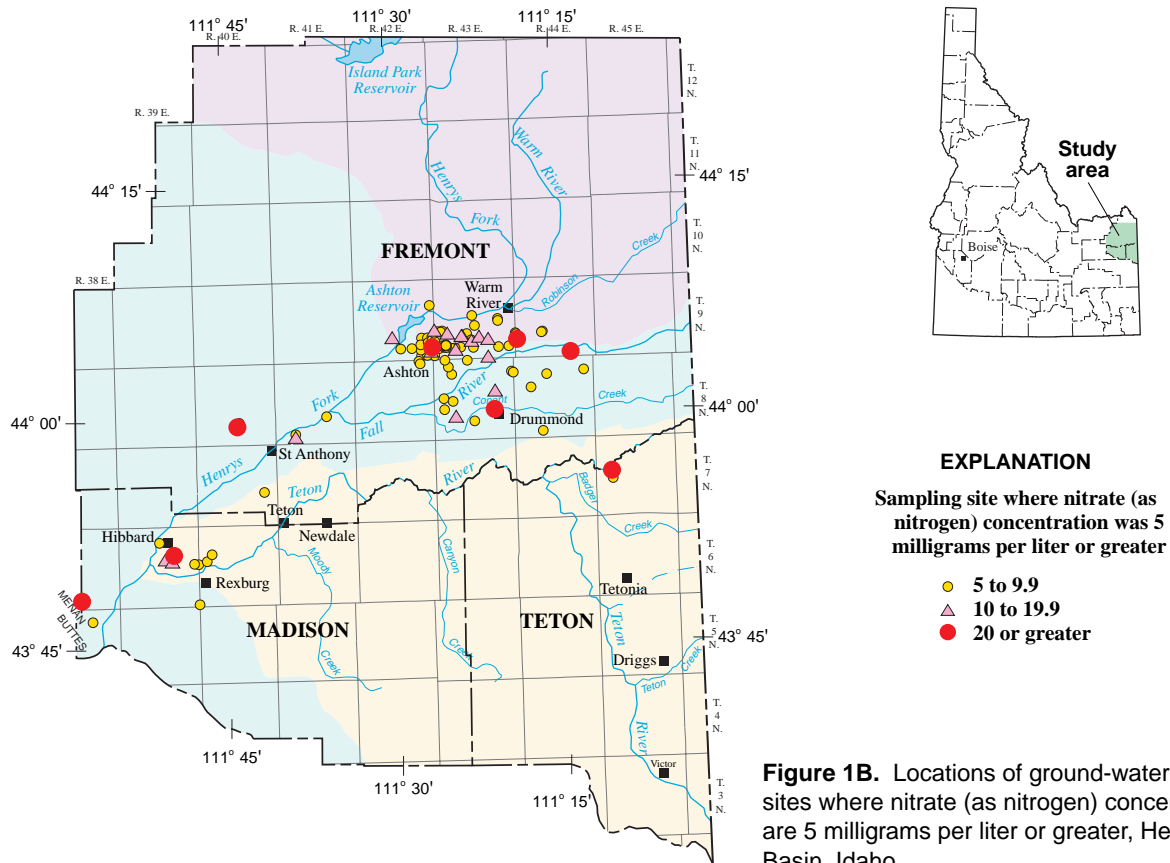 111° 45'
111° 30'
111° 15'
R. 40 E.
R. 41 E.
R. 42 E.
R. 43 E.
R. 44 E.
R. 45 E.
R. 39 E.
R. 38 E.
Island Park
Reservoir
T.
12
N.
T.
11
N.
T.
10
N.
T.
9
N.
T.
8
N.
T.
7
N.
T.
6
N.
T.
5
N.
T.
4
N.
T.
3
N.
44° 15'
44° 15'
Warm
River
Henrys
Fork
FREMONT
Creek
Robinson
Ashton
Reservoir
Warm
River
Ashton
River
Conant
Creek
Drummond
44° 00'
44° 00'
Fork
Fall
Henrys
St Anthony
River
Teton
Teton
Newdale
Badger
Creek
Hibbard
Moody
Canyon
Rexburg
Tetonia
MENAN
BUTTES
MADISON
TETON
Teton
43° 45'
43° 45'
Creek
Creek
Driggs
Creek
Teton
River
Victor
111° 45'
111° 30'
111° 15'
Study
area
Boise
EXPLANATION
Sampling site where nitrate (as
nitrogen) concentration was 5
milligrams per liter or greater
5 to 9.9
10 to 19.9
20 or greater
Figure 1B. Locations of ground-water
sites where nitrate (as nitrogen) conce
are 5 milligrams per liter or greater, He
Basin, Idaho